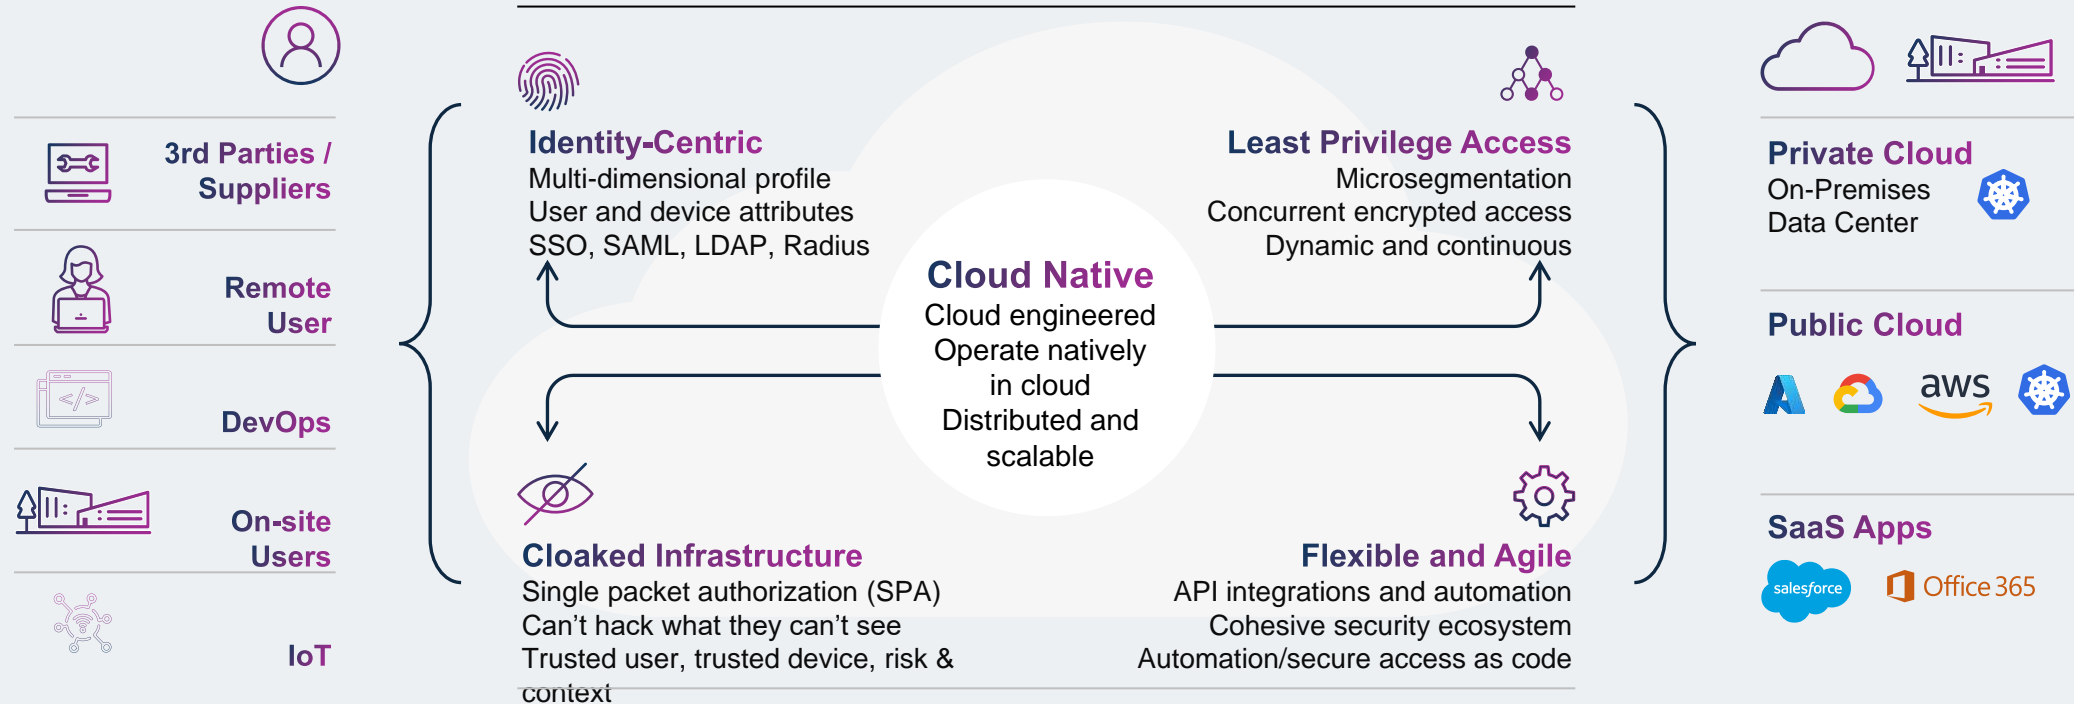 3rd Parties /
Suppliers
Remote
User
DevOps
</>
On-site
Users
IoT
Identity-Centric
Multi-dimensional profile
User and device attributes
SSO, SAML, LDAP, Radius
Least Privilege Access
Microsegmentation
Concurrent encrypted access
Dynamic and continuous
Cloud Native
Cloud engineered
Operate natively
in cloud
Distributed and
scalable
Cloaked Infrastructure
Single packet authorization (SPA)
Can’t hack what they can’t see
Trusted user, trusted device, risk &
context
Flexible and Agile
API integrations and automation
Cohesive security ecosystem
Automation/secure access as code
Private Cloud
On-Premises
Data Center
Public Cloud
aws
SaaS Apps
salesforce
Office 365